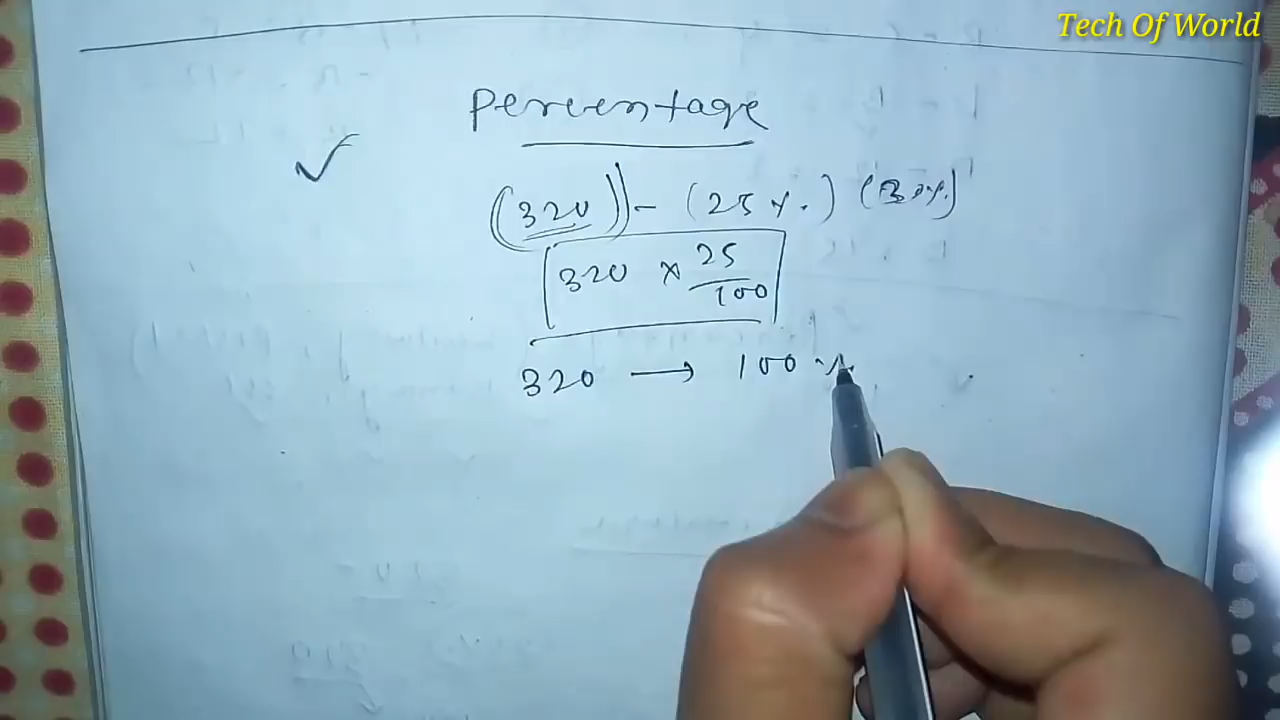 Tech Of World
Percentage
(320) - (25%) (30%)
320 × 25/100
320 → 100%